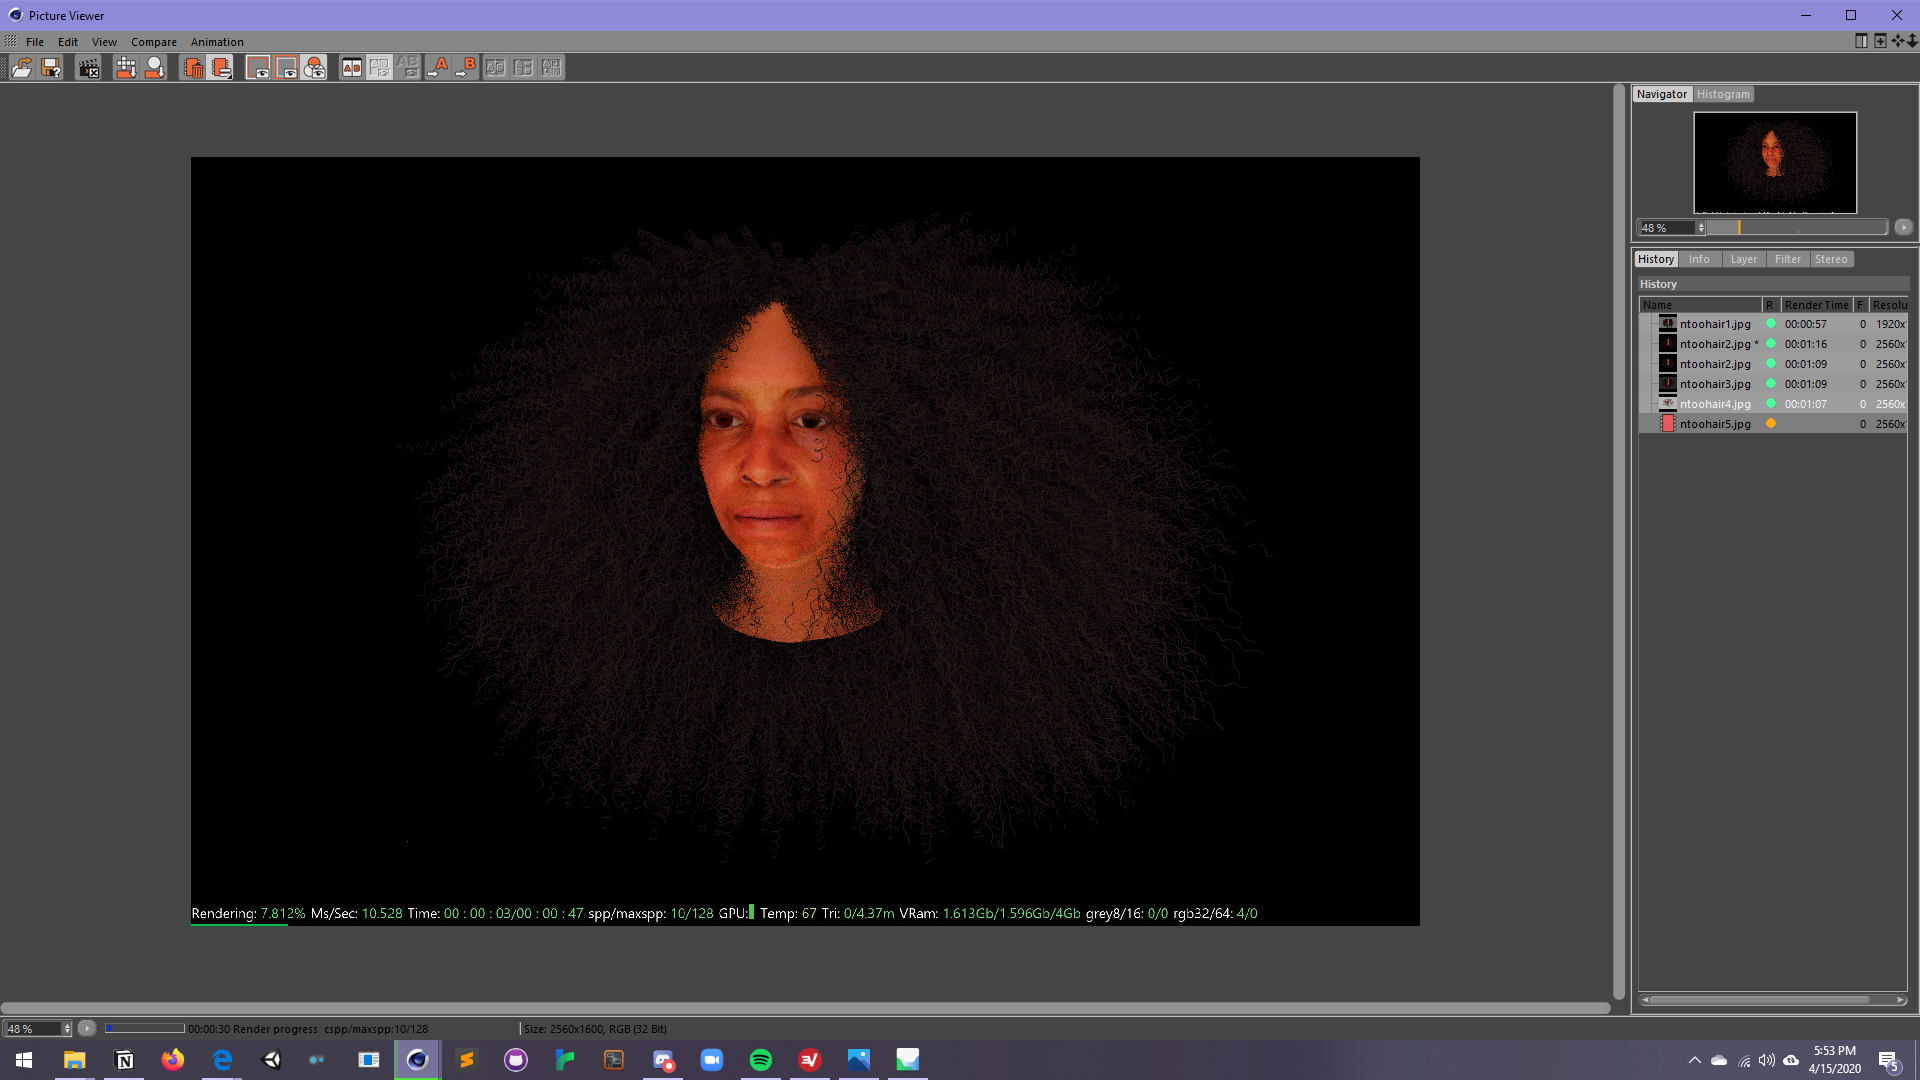 Picture Viewer
File Edit View Compare Animation
Navigator Histogram
48 %
History Info Layer Filter Stereo
History
Name R Render Time F Resolu
ntoohair1.jpg 00:00:57 0 1920x
ntoohair2.jpg * 00:01:16 0 2560x
ntoohair2.jpg 00:01:09 0 2560x
ntoohair3.jpg 00:01:09 0 2560x
ntoohair4.jpg 00:01:07 0 2560x
ntoohair5.jpg 0 2560x
Rendering: 7.812% Ms/Sec: 10.528 Time: 00 : 00 : 03/00 : 00 : 47 spp/maxspp: 10/128 GPU: Temp: 67 Tri: 0/4.37m VRam: 1.613Gb/1.596Gb/4Gb grey8/16: 0/0 rgb32/64: 4/0
48 % 00:00:30 Render progress cspp/maxspp:10/128 Size: 2560x1600, RGB (32 Bit)
5:53 PM
4/15/2020
5